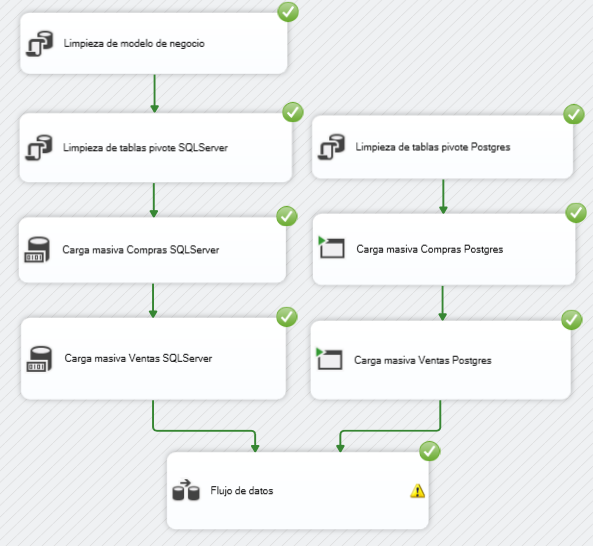 Limpieza de modelo de negocio
Limpieza de tablas pivote SQLServer
Limpieza de tablas pivote Postgres
Carga masiva Compras SQLServer
Carga masiva Compras Postgres
Carga masiva Ventas SQLServer
Carga masiva Ventas Postgres
Flujo de datos